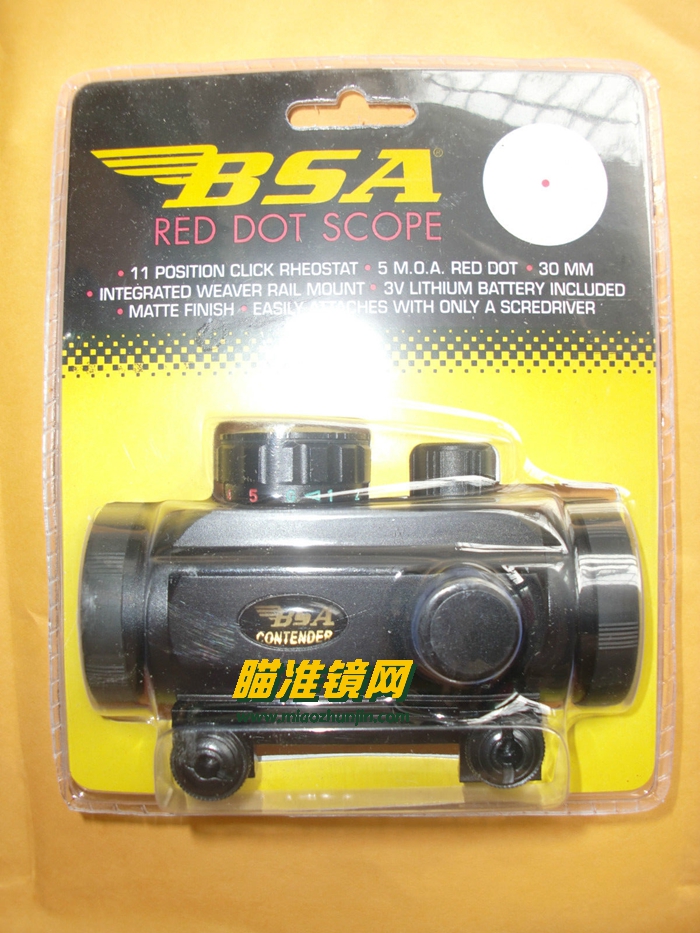 BSA®
RED DOT SCOPE
• 11 POSITION CLICK RHEOSTAT • 5 M.O.A. RED DOT • 30 MM
• INTEGRATED WEAVER RAIL MOUNT • 3V LITHIUM BATTERY INCLUDED
• MATTE FINISH • EASILY ATTACHES WITH ONLY A SCREDRIVER
5 1
BSA
CONTENDER
瞄准镜网